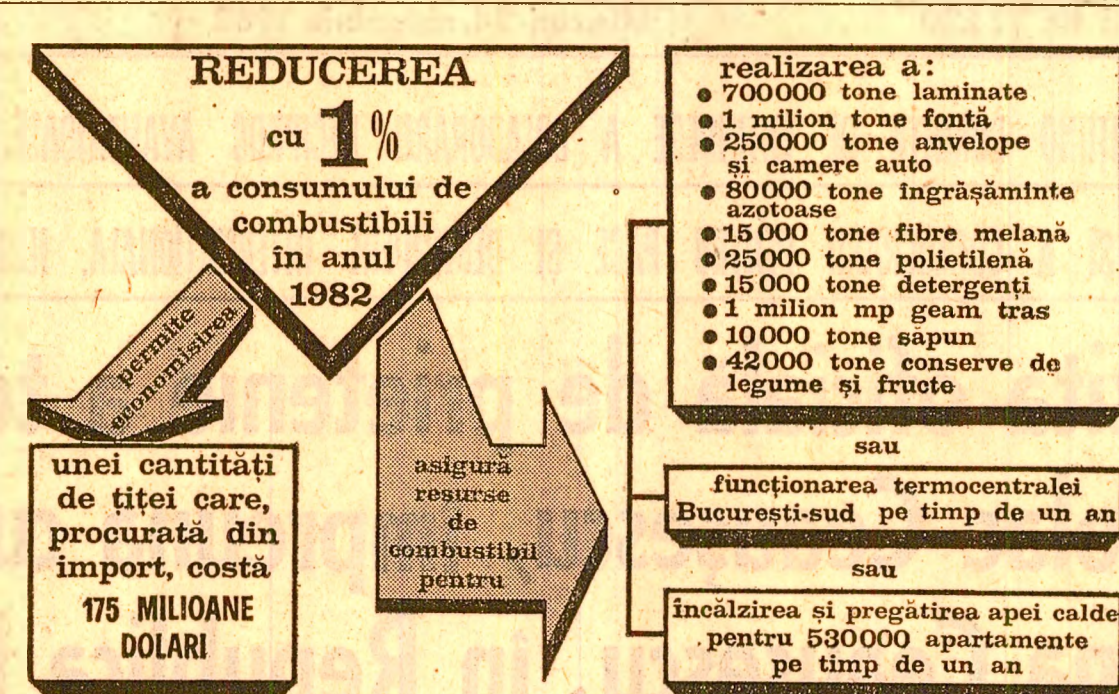 REDUCEREA
cu 1%
a consumului de
combustibili
în anul
1982
permite
economisirea
unei cantități
de țiței care,
procurată din
import, costă
175 MILIOANE
DOLARI
asigură
resurse
de
combustibil
pentru
realizarea a:
• 700000 tone laminate
• 1 milion tone fontă
• 250000 tone anvelope
și camere auto
• 80000 tone îngrășăminte
azotoase
• 15000 tone fibre melană
• 25000 tone polietilenă
• 15000 tone detergenți
• 1 milion mp geam tras
• 10000 tone săpun
• 42000 tone conserve de
legume și fructe
sau
funcționarea termocentralei
București-sud pe timp de un an
sau
încălzirea și pregătirea apei calde
pentru 530000 apartamente
pe timp de un an